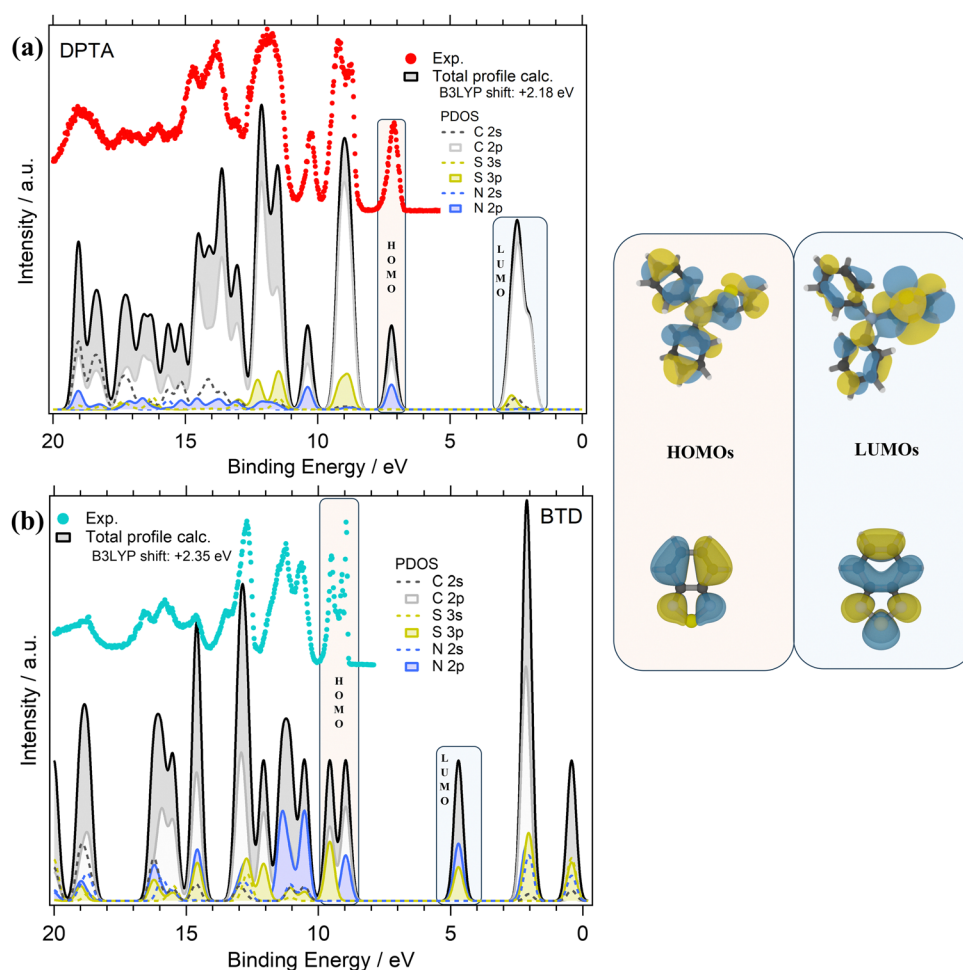 (a)
DPTA
Exp.
Total profile calc.
B3LYP shift: +2.18 eV
PDOS
C 2s
C 2p
S 3s
S 3p
N 2s
N 2p
HOMO
LUMO
Intensity / a.u.
20
15
10
5
0
Binding Energy / eV
HOMOs
LUMOs
(b)
BTD
Exp.
Total profile calc.
B3LYP shift: +2.35 eV
PDOS
C 2s
C 2p
S 3s
S 3p
N 2s
N 2p
HOMO
LUMO
Intensity / a.u.
20
15
10
5
0
Binding Energy / eV